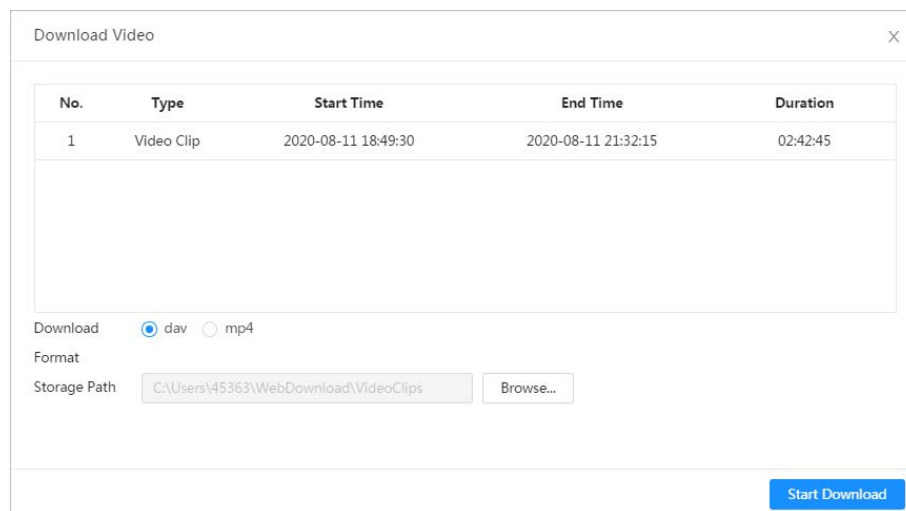 Download Video X
No. Type Start Time End Time Duration
1 Video Clip 2020-08-11 18:49:30 2020-08-11 21:32:15 02:42:45
Download dav mp4
Format
Storage Path C:\Users\45363\WebDownload\VideoClips Browse...
Start Download